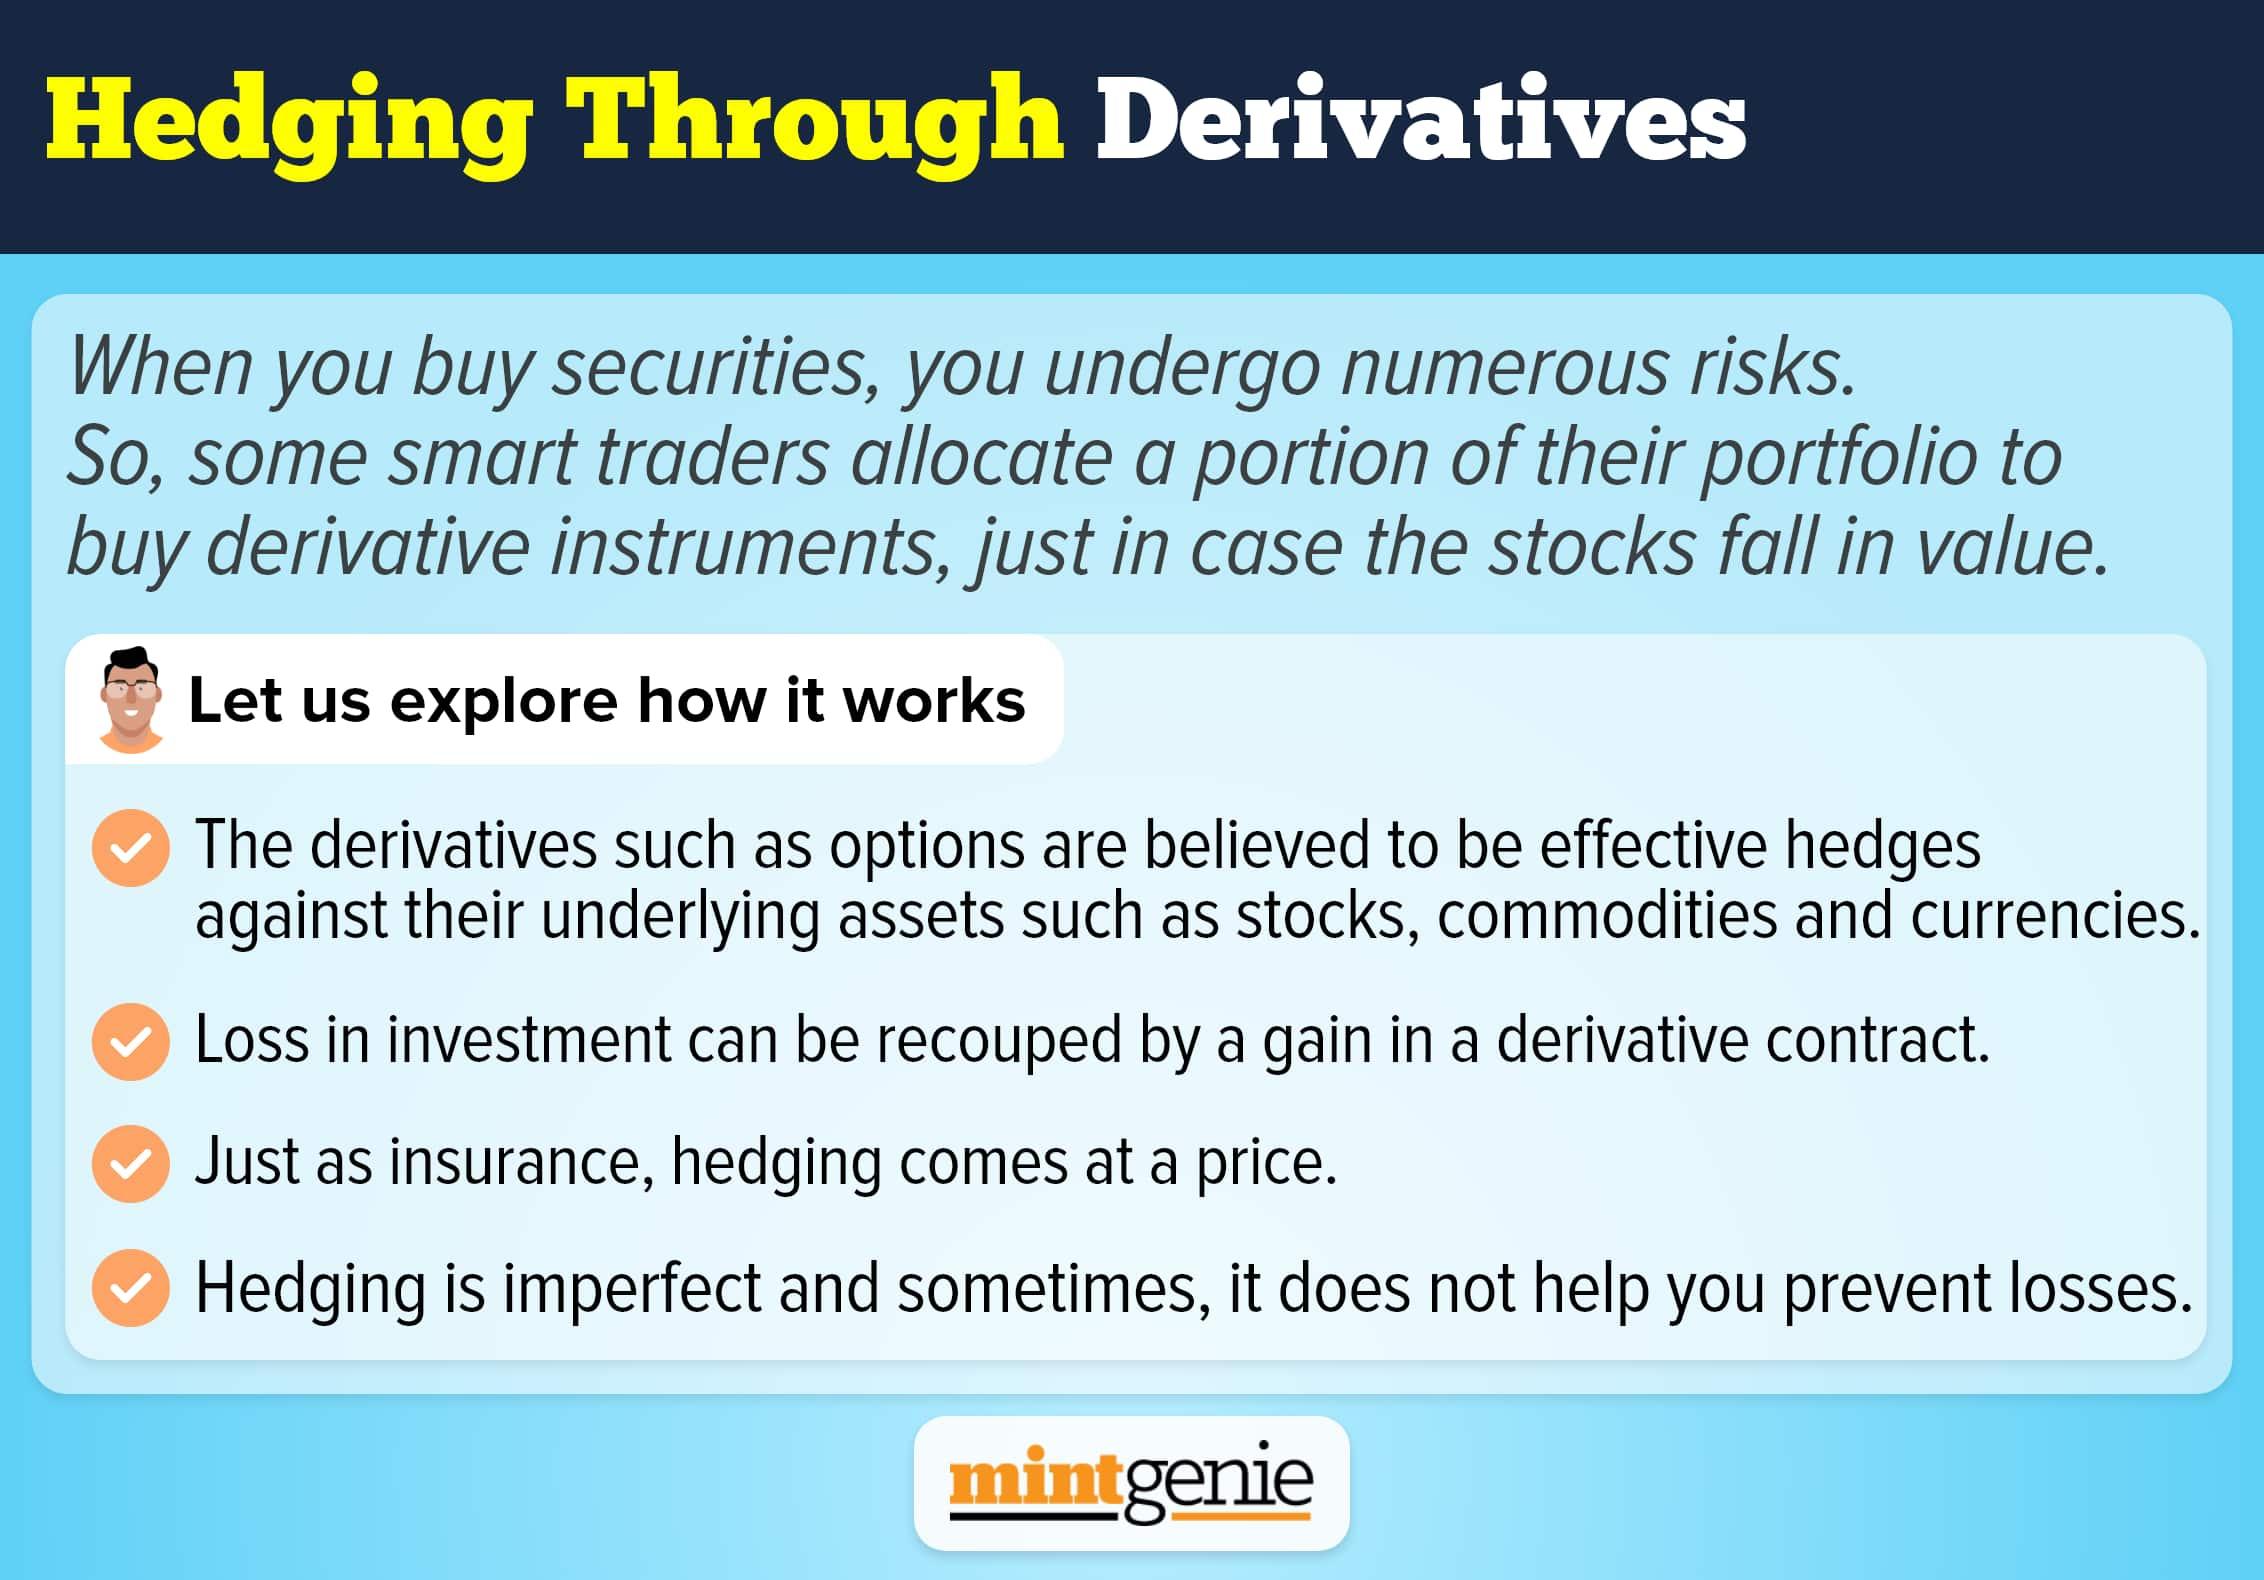 Hedging Through Derivatives
When you buy securities, you undergo numerous risks.
So, some smart traders allocate a portion of their portfolio to
buy derivative instruments, just in case the stocks fall in value.
Let us explore how it works
The derivatives such as options are believed to be effective hedges
against their underlying assets such as stocks, commodities and currencies.
Loss in investment can be recouped by a gain in a derivative contract.
Just as insurance, hedging comes at a price.
Hedging is imperfect and sometimes, it does not help you prevent losses.
mintgenie